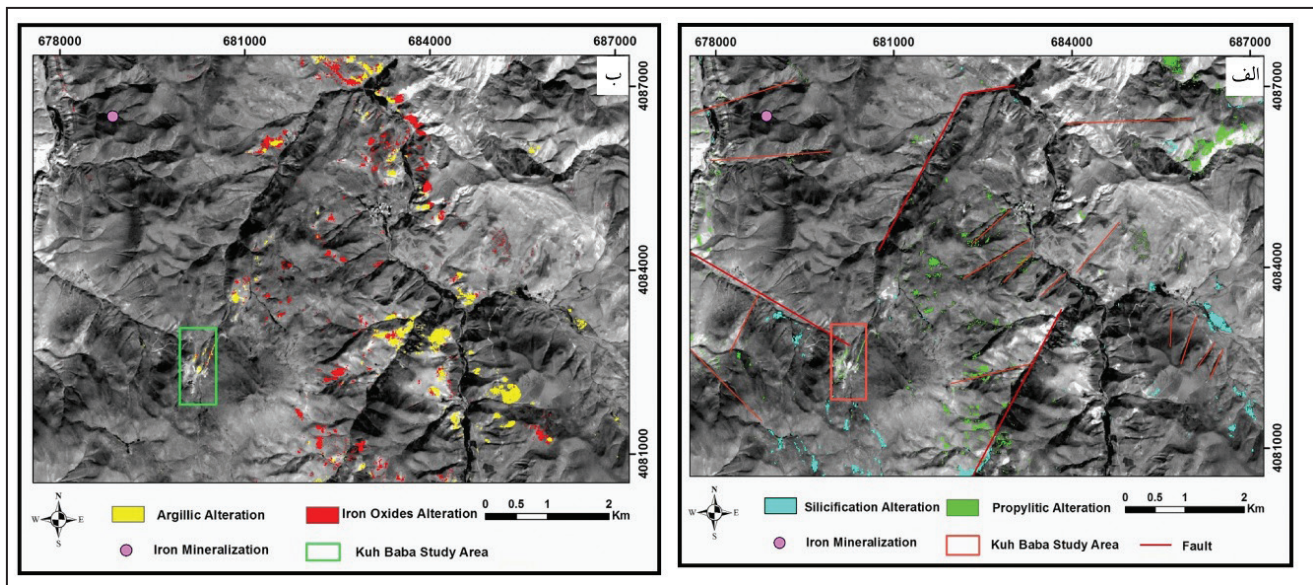 678000 681000 684000 687000
ب
4087000
4084000
4081000
N
W E
S
Argillic Alteration
Iron Oxides Alteration
0 0.5 1 2
Km
Iron Mineralization
Kuh Baba Study Area
678000 681000 684000 687000
الف
4087000
4084000
4081000
N
W E
S
Silicification Alteration
Propylitic Alteration
0 0.5 1 2
Km
Iron Mineralization
Kuh Baba Study Area
Fault